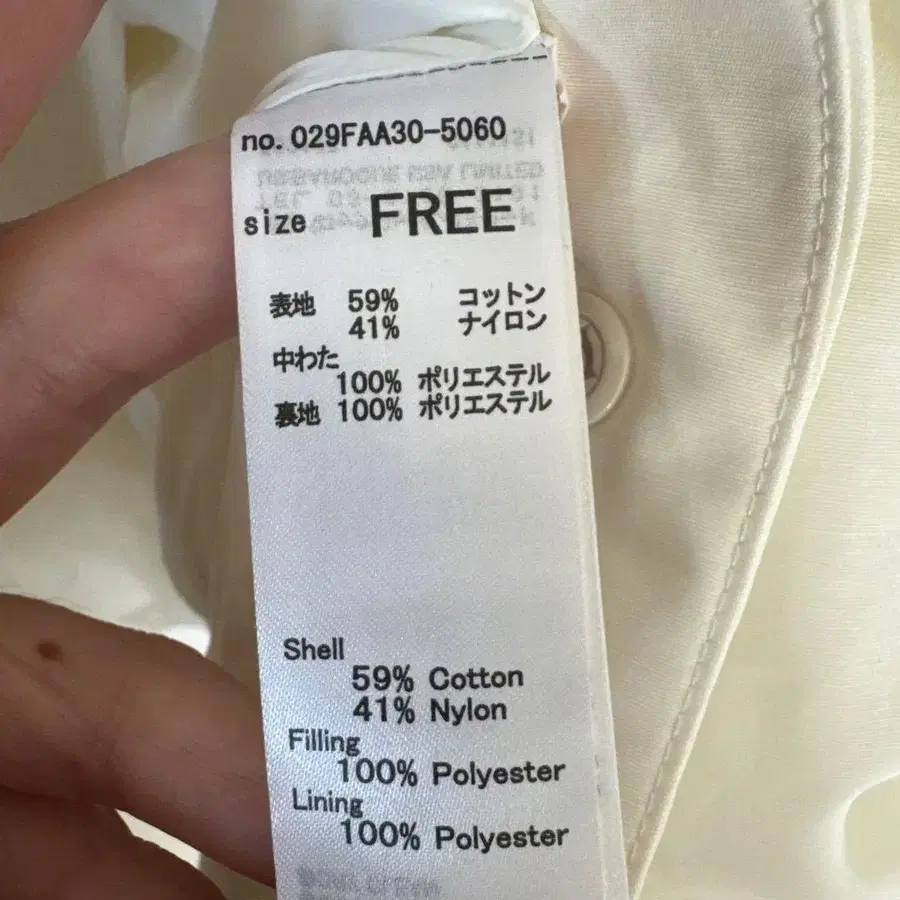 no. 029FAA30-5060
size FREE
表地 59% コットン
41% ナイロン
中わた
100% ポリエステル
裏地 100% ポリエステル
Shell
59% Cotton
41% Nylon
Filling
100% Polyester
Lining
100% Polyester